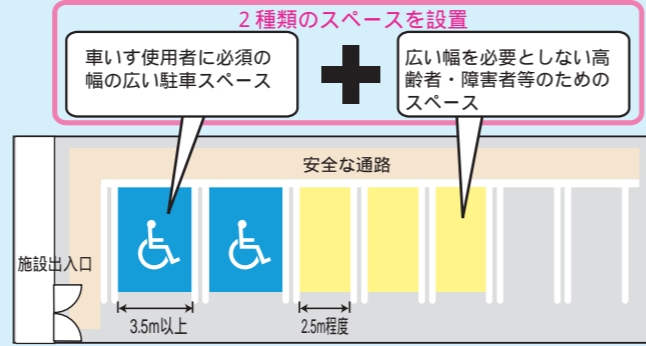 2種類のスペースを設置
車いす使用者に必須の
幅の広い駐車スペース
広い幅を必要としない高
齢者・障害者等のための
スペース
安全な通路
施設出入口
3.5m以上
2.5m程度